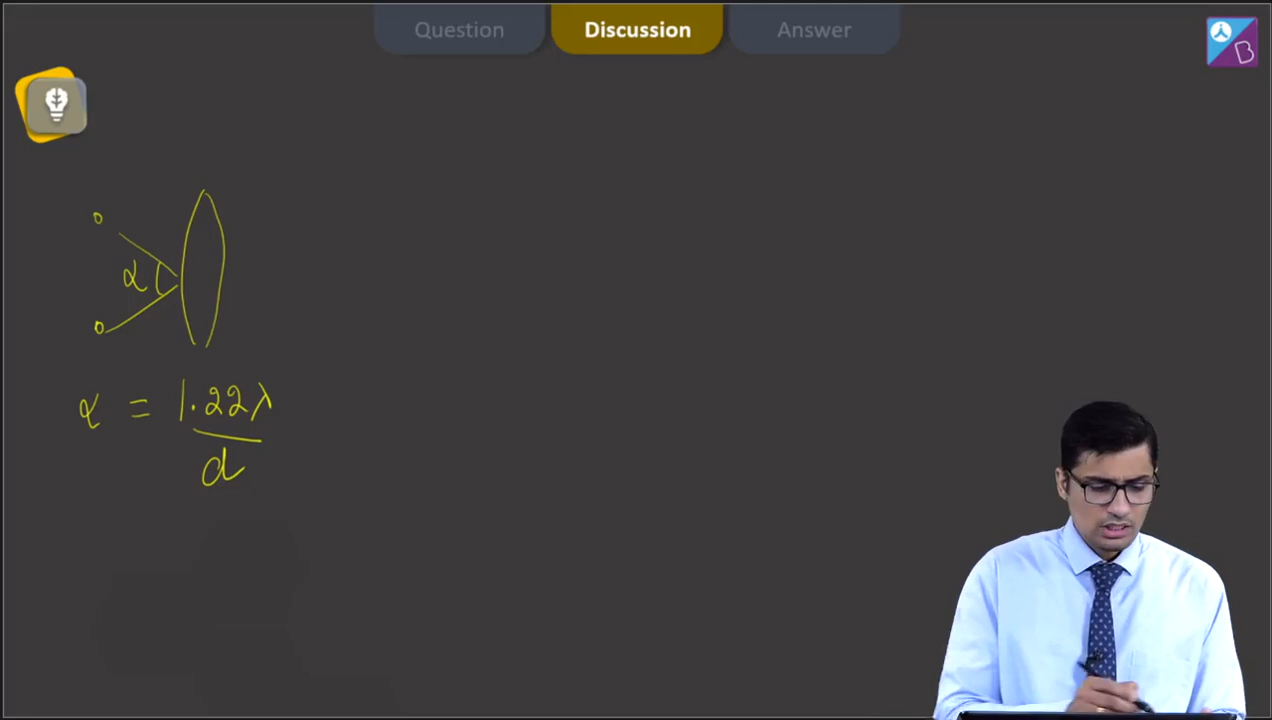 Question
Discussion
Answer
B
α
α = 1.22λ
d